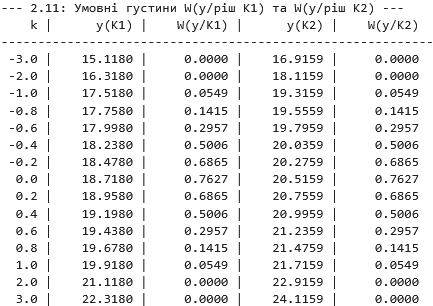 --- 2.11: Умовні густини W(y/ріш К1) та W(y/ріш К2) ---
k | y(K1) | W(y/K1) | y(K2) | W(y/K2)
----------------------------------------------------------
-3.0 | 15.1180 | 0.0000 | 16.9159 | 0.0000
-2.0 | 16.3180 | 0.0000 | 18.1159 | 0.0000
-1.0 | 17.5180 | 0.0549 | 19.3159 | 0.0549
-0.8 | 17.7580 | 0.1415 | 19.5559 | 0.1415
-0.6 | 17.9980 | 0.2957 | 19.7959 | 0.2957
-0.4 | 18.2380 | 0.5006 | 20.0359 | 0.5006
-0.2 | 18.4780 | 0.6865 | 20.2759 | 0.6865
0.0 | 18.7180 | 0.7627 | 20.5159 | 0.7627
0.2 | 18.9580 | 0.6865 | 20.7559 | 0.6865
0.4 | 19.1980 | 0.5006 | 20.9959 | 0.5006
0.6 | 19.4380 | 0.2957 | 21.2359 | 0.2957
0.8 | 19.6780 | 0.1415 | 21.4759 | 0.1415
1.0 | 19.9180 | 0.0549 | 21.7159 | 0.0549
2.0 | 21.1180 | 0.0000 | 22.9159 | 0.0000
3.0 | 22.3180 | 0.0000 | 24.1159 | 0.0000